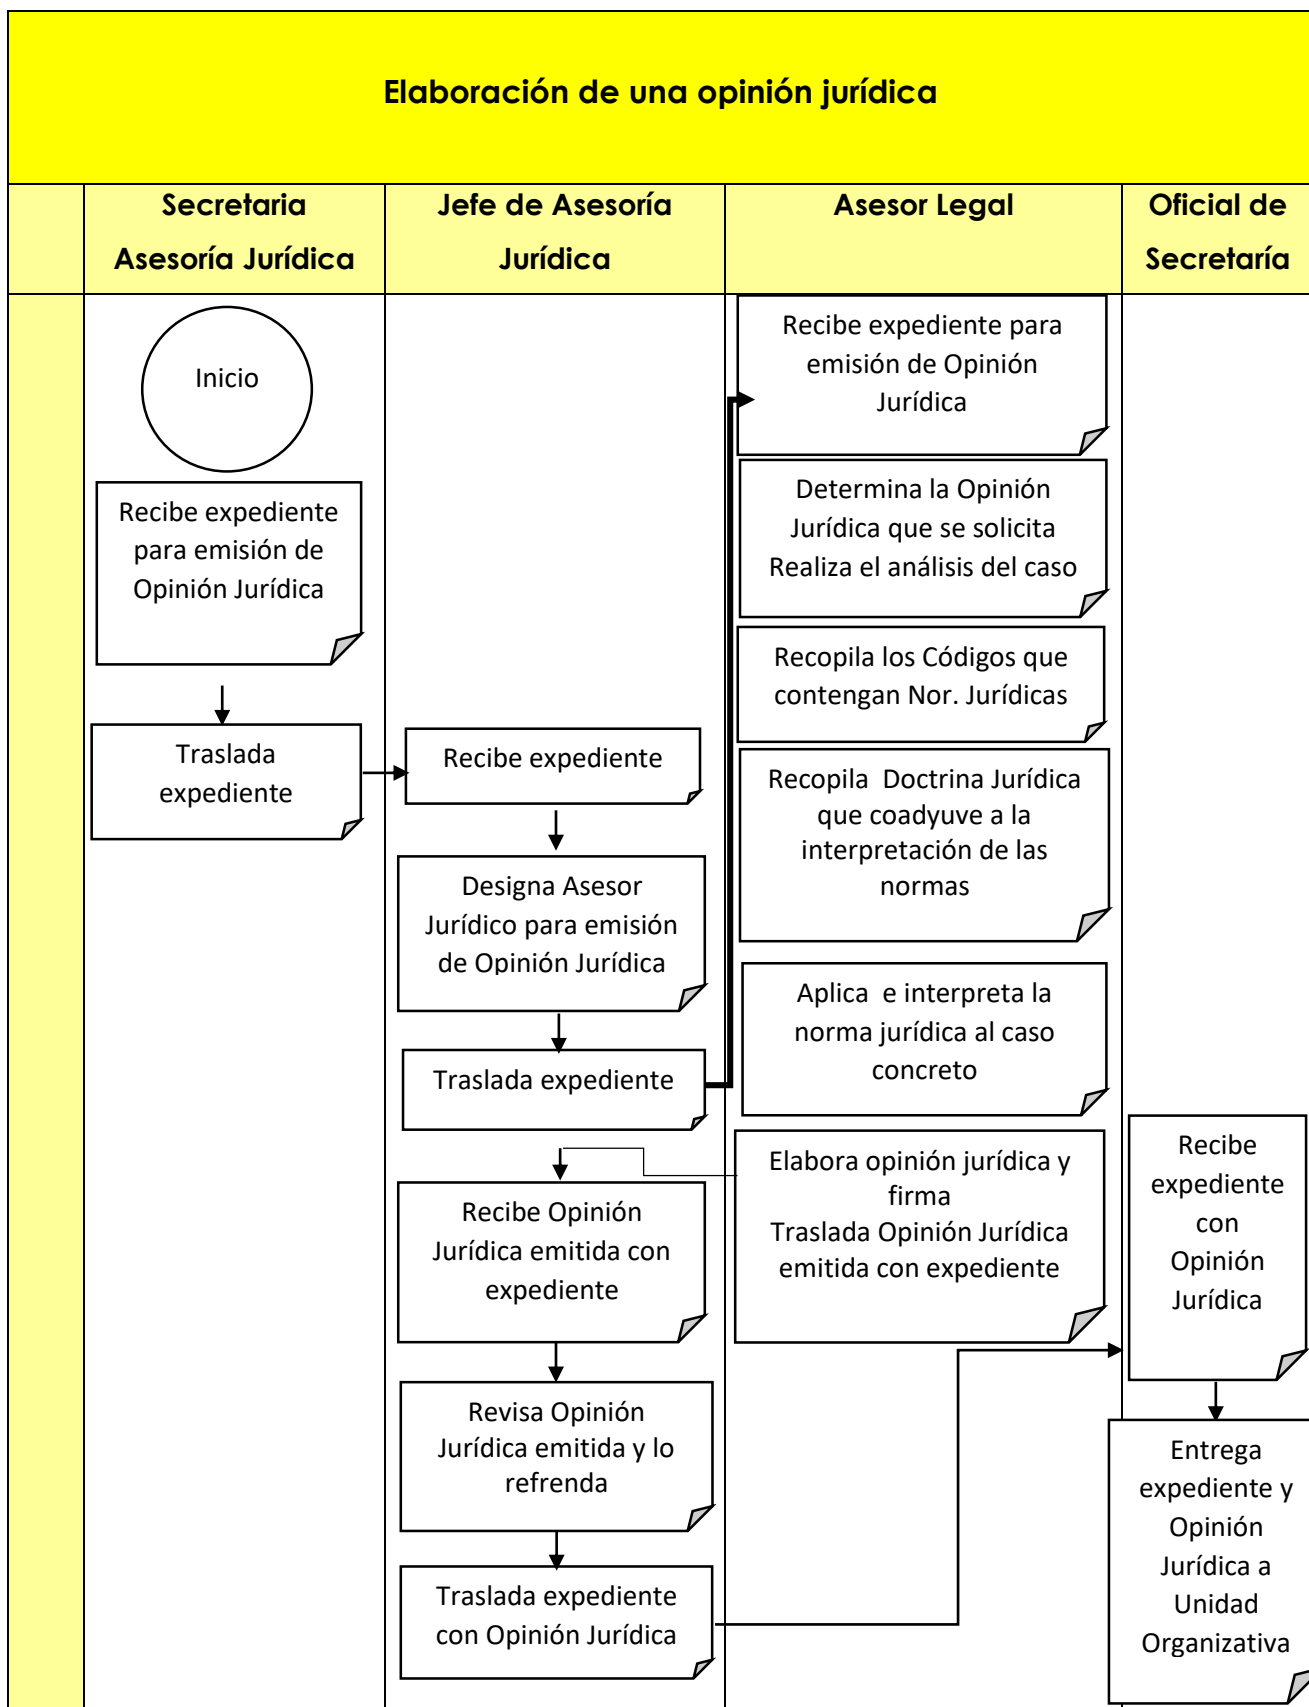 Elaboración de una opinión jurídica
Secretaria
Asesoría Jurídica
Jefe de Asesoría
Jurídica
Asesor Legal
Oficial de
Secretaría
Inicio
Recibe expediente
para emisión de
Opinión Jurídica
Traslada
expediente
Recibe expediente
Designa Asesor
Jurídico para emisión
de Opinión Jurídica
Traslada expediente
Recibe expediente para
emisión de Opinión
Jurídica
Determina la Opinión
Jurídica que se solicita
Realiza el análisis del caso
Recopila los Códigos que
contengan Nor. Jurídicas
Recopila  Doctrina Jurídica
que coadyuve a la
interpretación de las
normas
Aplica  e interpreta la
norma jurídica al caso
concreto
Elabora opinión jurídica y
firma
Traslada Opinión Jurídica
emitida con expediente
Recibe Opinión
Jurídica emitida con
expediente
Revisa Opinión
Jurídica emitida y lo
refrenda
Traslada expediente
con Opinión Jurídica
Recibe
expediente
con
Opinión
Jurídica
Entrega
expediente y
Opinión
Jurídica a
Unidad
Organizativa